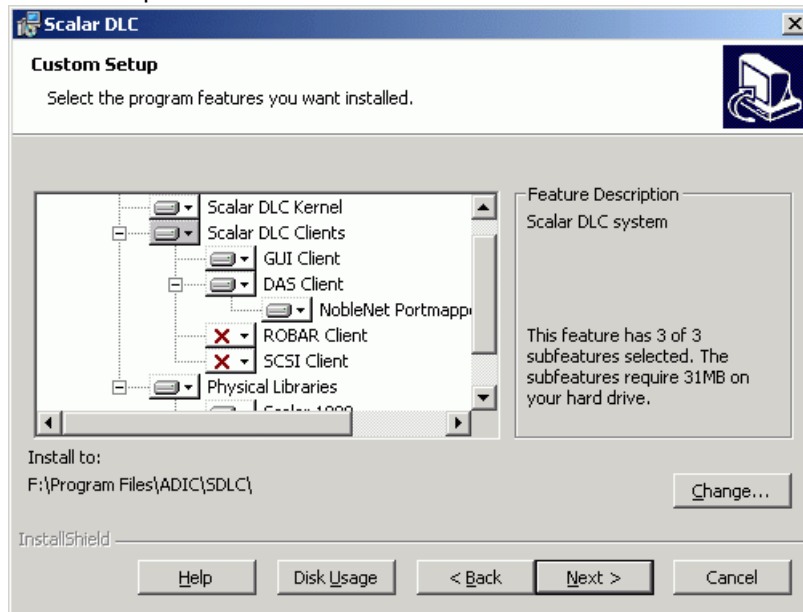 Scalar DLC
Custom Setup
Select the program features you want installed.
Scalar DLC Kernel
Scalar DLC Clients
GUI Client
DAS Client
NobleNet Portmapp
ROBAR Client
SCSI Client
Physical Libraries
Feature Description
Scalar DLC system
This feature has 3 of 3
subfeatures selected. The
subfeatures require 31MB on
your hard drive.
Install to:
F:\Program Files\ADIC\SDLC\
Change...
InstallShield
Help
Disk Usage
< Back
Next >
Cancel